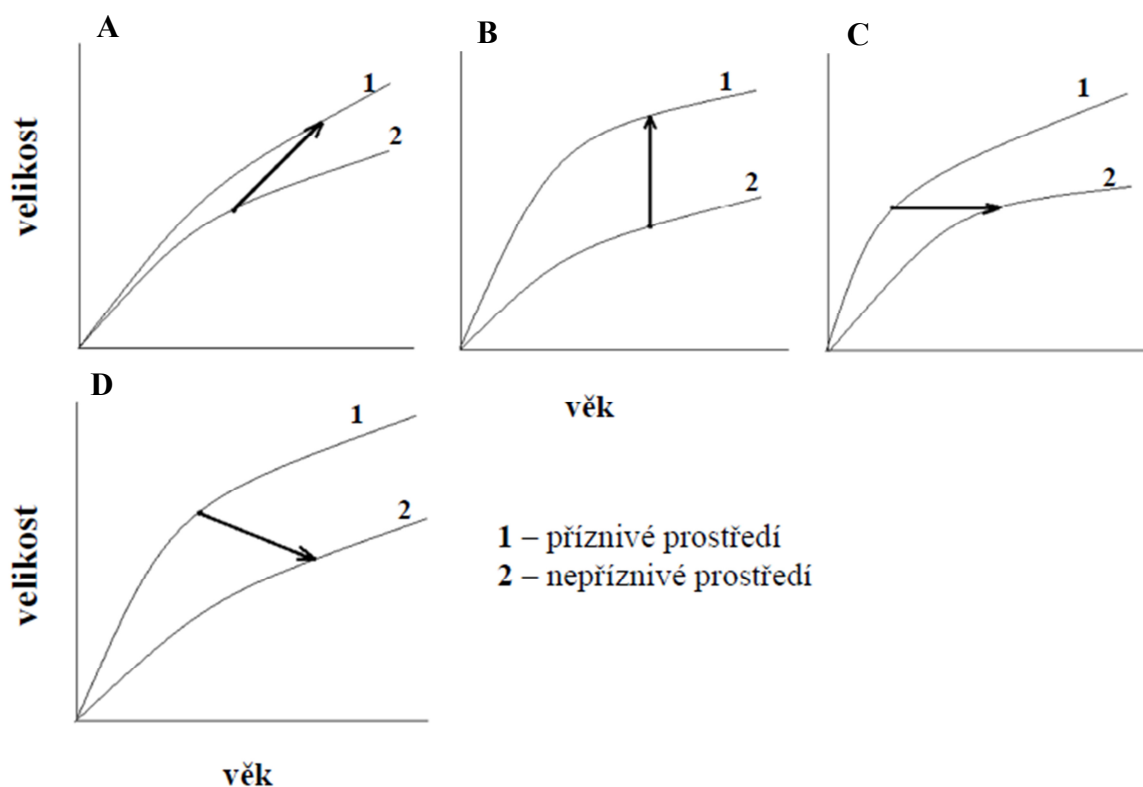 A
B
C
velikost
1
2
1
2
1
2
věk
D
velikost
1
2
1 – příznivé prostředí
2 – nepříznivé prostředí
věk